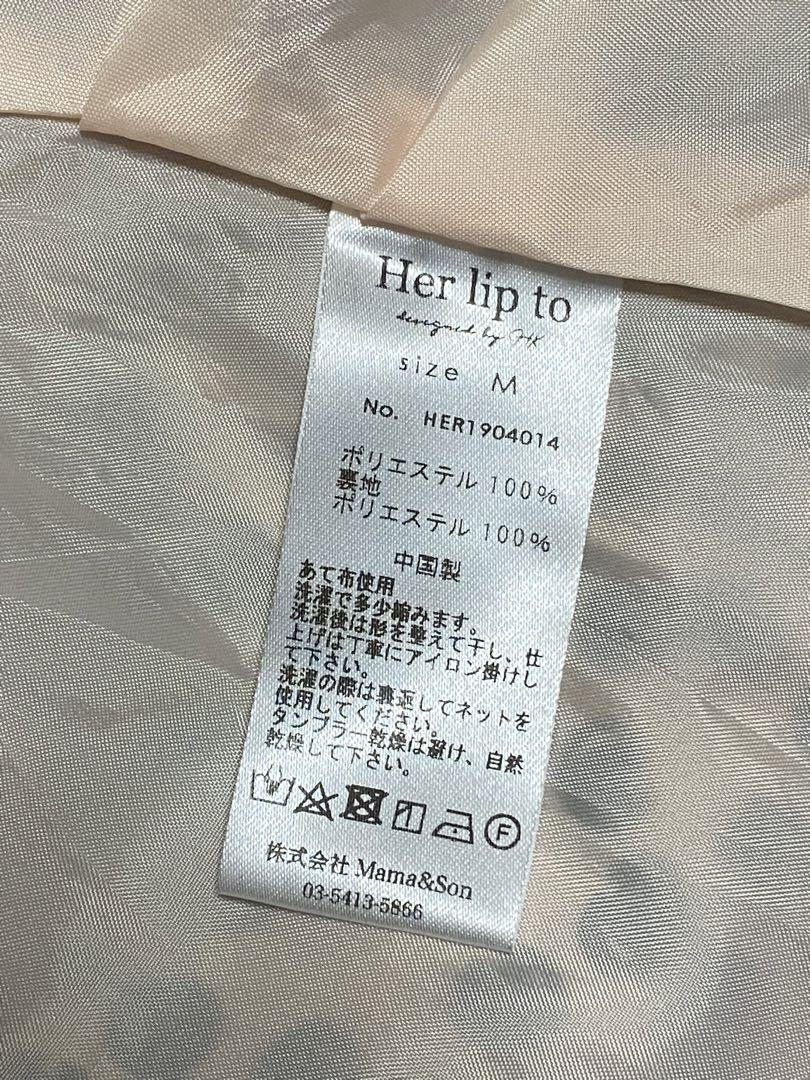 Her lip to
designed by HK
size M
No. HER1904014
ポリエステル 100%
裏地
ポリエステル 100%
中国製
あて布使用
洗濯で多少縮みます。
洗濯後は形を整えて干し、仕
上げは丁寧にアイロン掛けし
て下さい。
洗濯の際は裏返してネットを
使用してください。
タンブラー乾燥は避け、自然
乾燥して下さい。
F
株式会社 Mama&Son
03-5413-5866